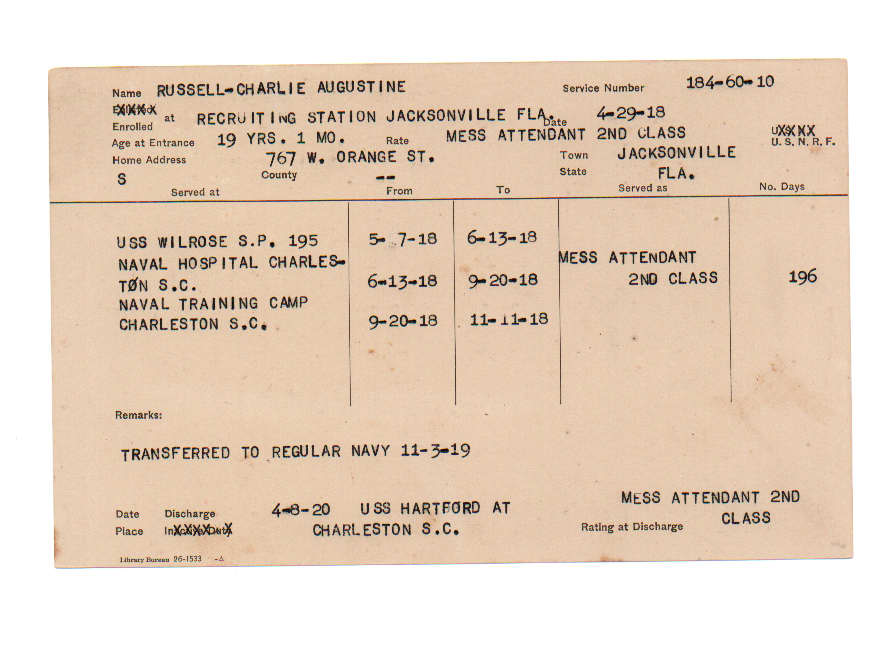 Name RUSSELL-CHARLIE AUGUSTINE Service Number 184-60-10
Enrolled at RECRUITING STATION JACKSONVILLE FLA. Date 4-29-18
Age at Entrance 19 YRS. 1 MO. Rate MESS ATTENDANT 2ND CLASS U. S. N. R. F.
Home Address 767 W. ORANGE ST. Town JACKSONVILLE
S County -- State FLA.
Served at From To Served as No. Days
USS WILROSE S.P. 195 5- 7-18 6-13-18
NAVAL HOSPITAL CHARLES- MESS ATTENDANT
TON S.C. 6-13-18 9-20-18 2ND CLASS 196
NAVAL TRAINING CAMP
CHARLESTON S.C. 9-20-18 11-11-18
Remarks:
TRANSFERRED TO REGULAR NAVY 11-3-19
Date Discharge 4-8-20 USS HARTFORD AT MESS ATTENDANT 2ND
Place CHARLESTON S.C. Rating at Discharge CLASS
Library Bureau 26-1533